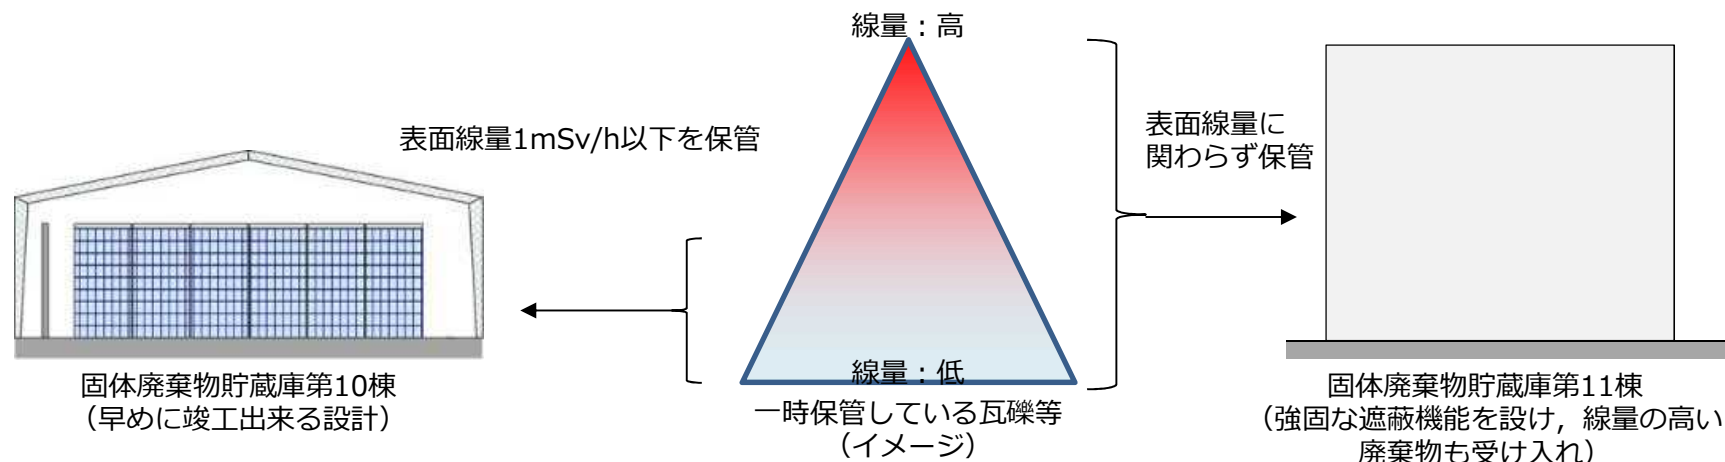 線量：高
表面線量1mSv/h以下を保管
表面線量に
関わらず保管
線量：低
固体廃棄物貯蔵庫第10棟
（早めに竣工出来る設計）
一時保管している瓦礫等
（イメージ）
固体廃棄物貯蔵庫第11棟
（強固な遮蔽機能を設け，線量の高い
廃棄物も受け入れ）